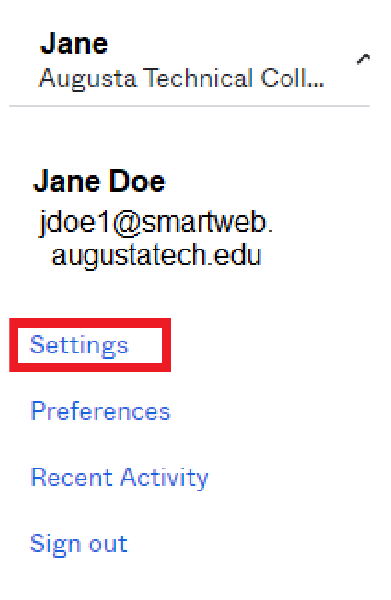 Jane
Augusta Technical Coll...
Jane Doe
jdoe1@smartweb.
augustatech.edu
Settings
Preferences
Recent Activity
Sign out